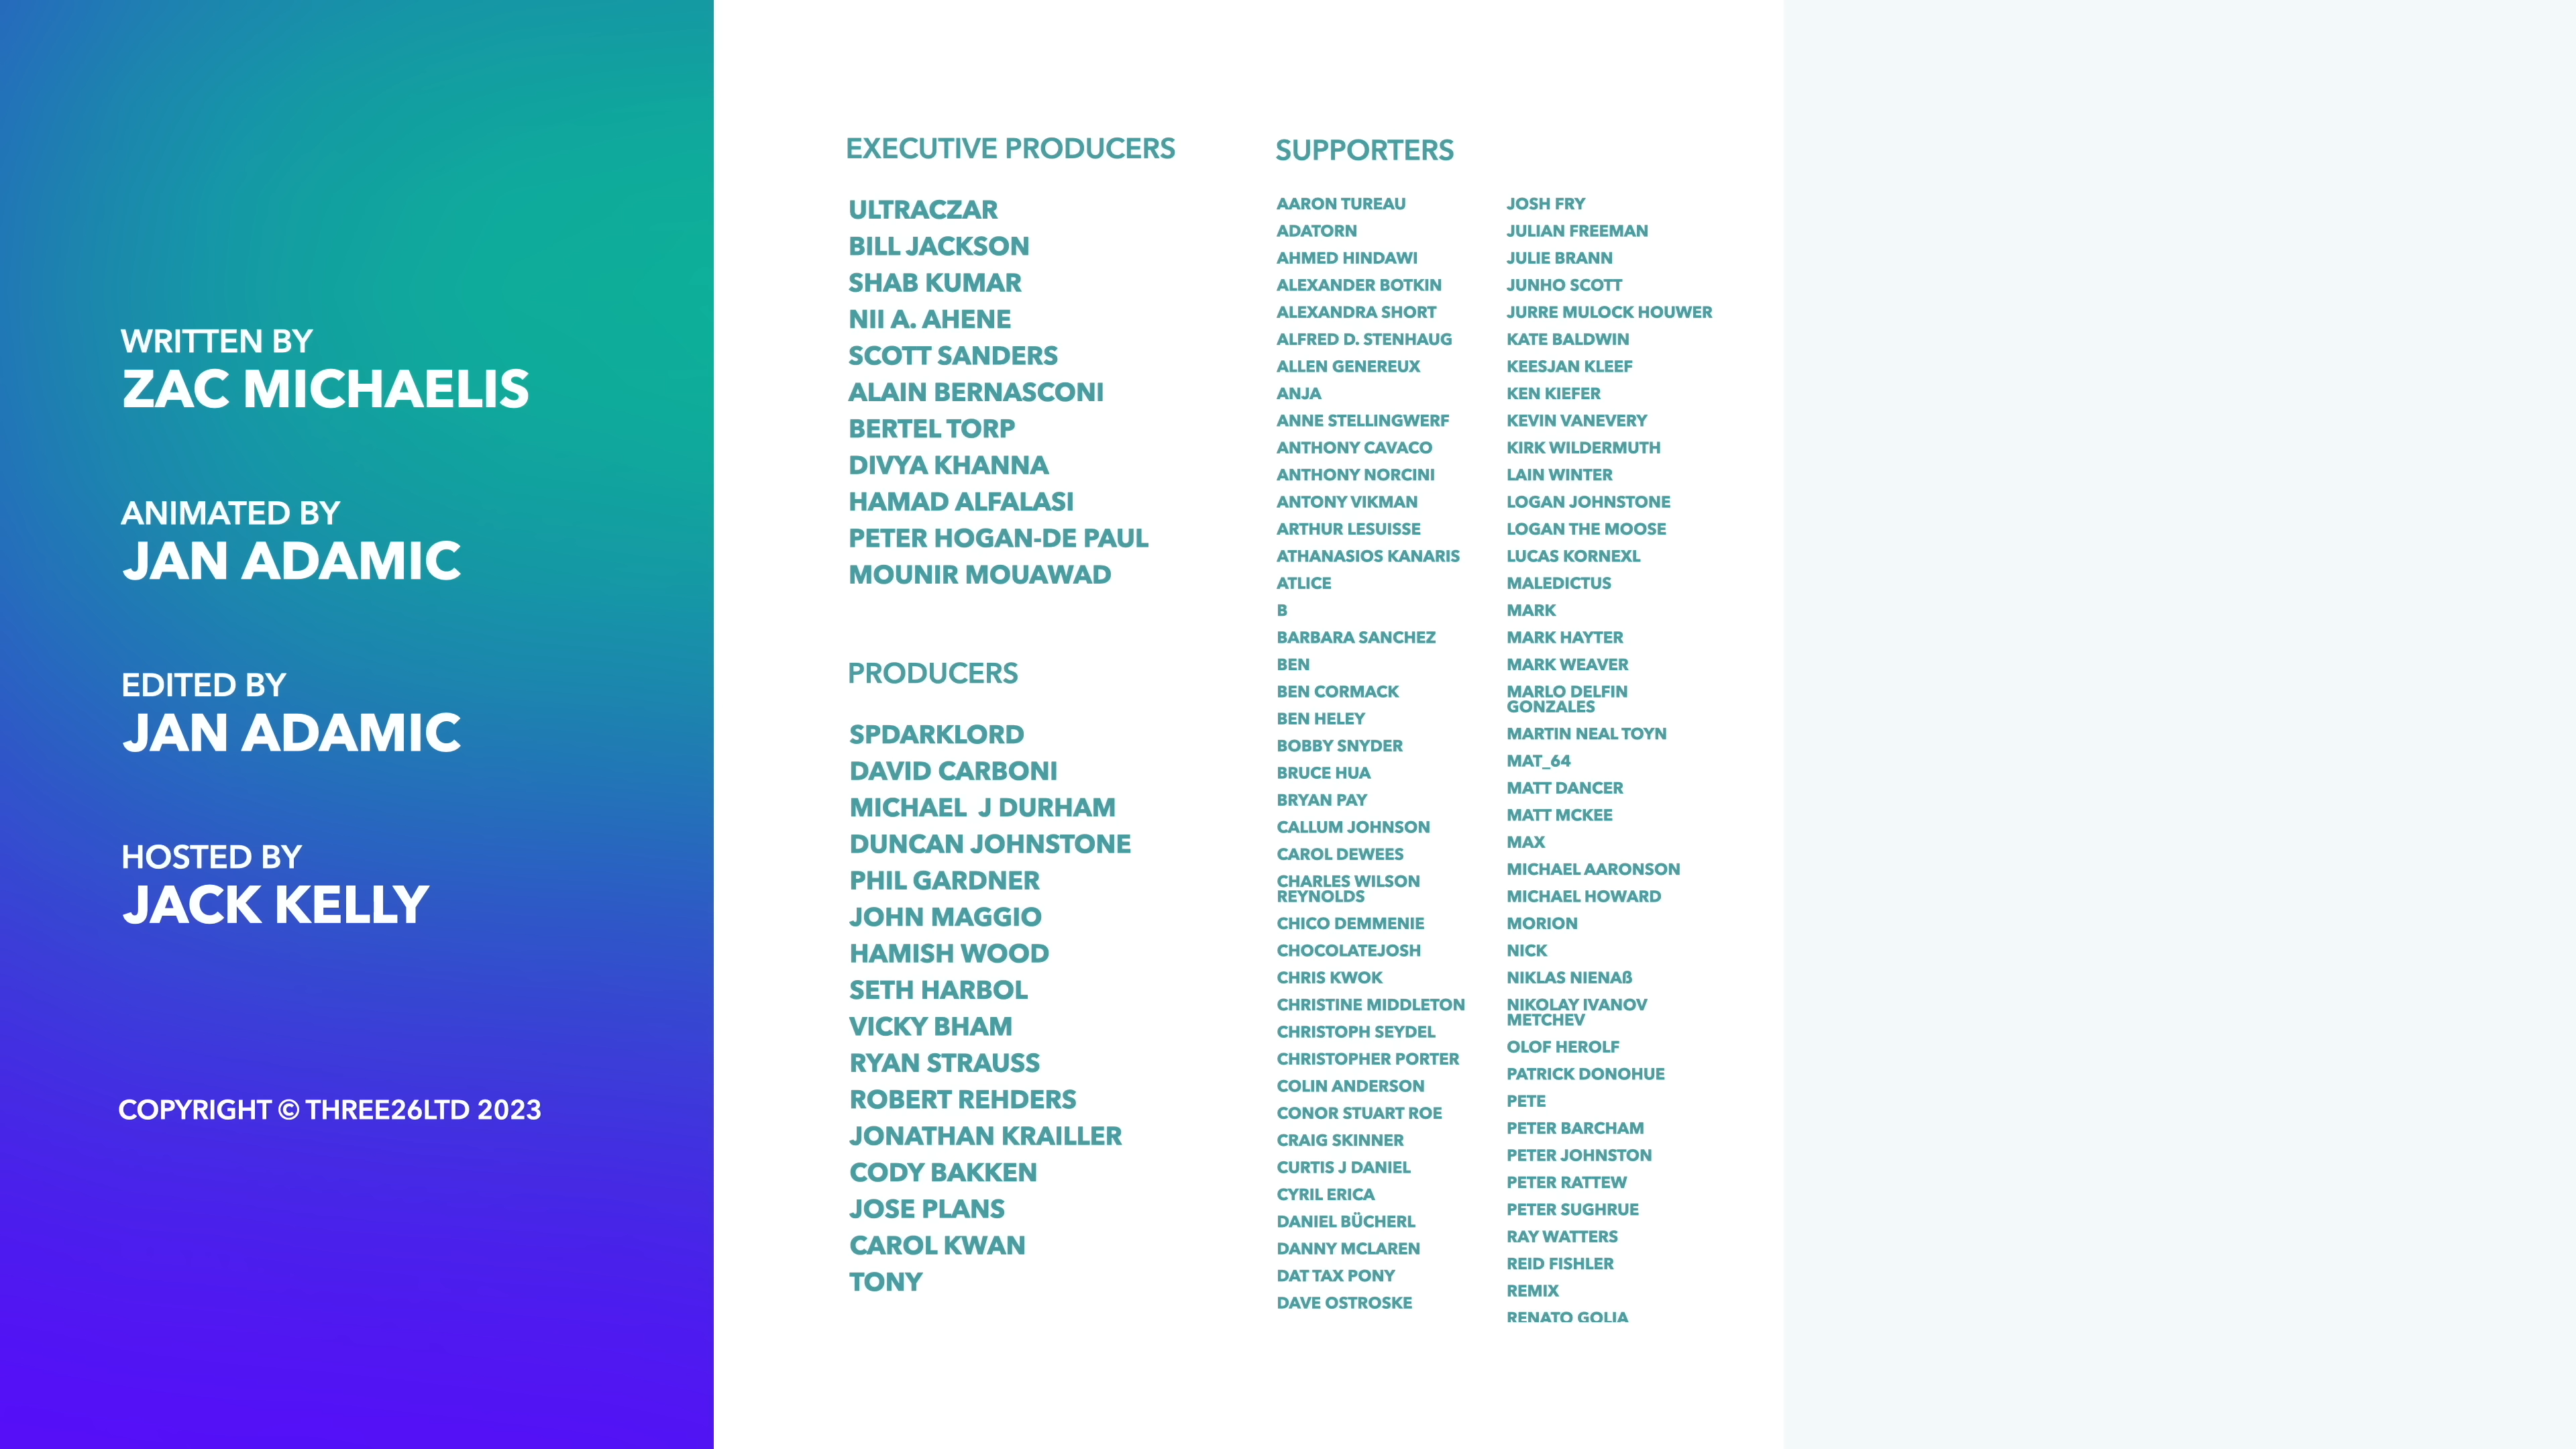 WRITTEN BY
ZAC MICHAELIS
ANIMATED BY
JAN ADAMIC
EDITED BY
JAN ADAMIC
HOSTED BY
JACK KELLY
COPYRIGHT © THREE26LTD 2023
EXECUTIVE PRODUCERS
ULTRACZAR
BILL JACKSON
SHAB KUMAR
NII A. AHENE
SCOTT SANDERS
ALAIN BERNASCONI
BERTEL TORP
DIVYA KHANNA
HAMAD ALFALASI
PETER HOGAN-DE PAUL
MOUNIR MOUAWAD
PRODUCERS
SPDARKLORD
DAVID CARBONI
MICHAEL  J DURHAM
DUNCAN JOHNSTONE
PHIL GARDNER
JOHN MAGGIO
HAMISH WOOD
SETH HARBOL
VICKY BHAM
RYAN STRAUSS
ROBERT REHDERS
JONATHAN KRAILLER
CODY BAKKEN
JOSE PLANS
CAROL KWAN
TONY
SUPPORTERS
AARON TUREAU
ADATORN
AHMED HINDAWI
ALEXANDER BOTKIN
ALEXANDRA SHORT
ALFRED D. STENHAUG
ALLEN GENEREUX
ANJA
ANNE STELLINGWERF
ANTHONY CAVACO
ANTHONY NORCINI
ANTONY VIKMAN
ARTHUR LESUISSE
ATHANASIOS KANARIS
ATLICE
B
BARBARA SANCHEZ
BEN
BEN CORMACK
BEN HELEY
BOBBY SNYDER
BRUCE HUA
BRYAN PAY
CALLUM JOHNSON
CAROL DEWEES
CHARLES WILSON
REYNOLDS
CHICO DEMMENIE
CHOCOLATEJOSH
CHRIS KWOK
CHRISTINE MIDDLETON
CHRISTOPH SEYDEL
CHRISTOPHER PORTER
COLIN ANDERSON
CONOR STUART ROE
CRAIG SKINNER
CURTIS J DANIEL
CYRIL ERICA
DANIEL BÜCHERL
DANNY MCLAREN
DAT TAX PONY
DAVE OSTROSKE
JOSH FRY
JULIAN FREEMAN
JULIE BRANN
JUNHO SCOTT
JURRE MULOCK HOUWER
KATE BALDWIN
KEESJAN KLEEF
KEN KIEFER
KEVIN VANEVERY
KIRK WILDERMUTH
LAIN WINTER
LOGAN JOHNSTONE
LOGAN THE MOOSE
LUCAS KORNEXL
MALEDICTUS
MARK
MARK HAYTER
MARK WEAVER
MARLO DELFIN
GONZALES
MARTIN NEAL TOYN
MAT_64
MATT DANCER
MATT MCKEE
MAX
MICHAEL AARONSON
MICHAEL HOWARD
MORION
NICK
NIKLAS NIENAß
NIKOLAY IVANOV
METCHEV
OLOF HEROLF
PATRICK DONOHUE
PETE
PETER BARCHAM
PETER JOHNSTON
PETER RATTEW
PETER SUGHRUE
RAY WATTERS
REID FISHLER
REMIX
RENATO GOLIA